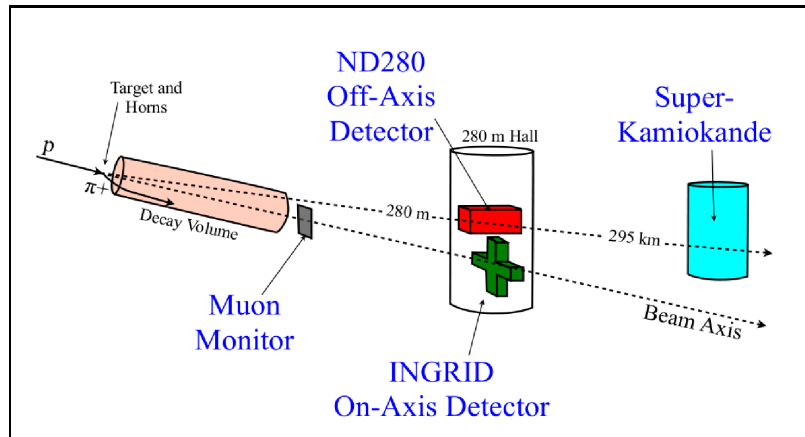 ND280
Off-Axis
Detector
Target and
Horns
280 m Hall
Super-
Kamiokande
p
π+
Decay Volume
280 m
295 km
Muon
Monitor
Beam Axis
INGRID
On-Axis Detector